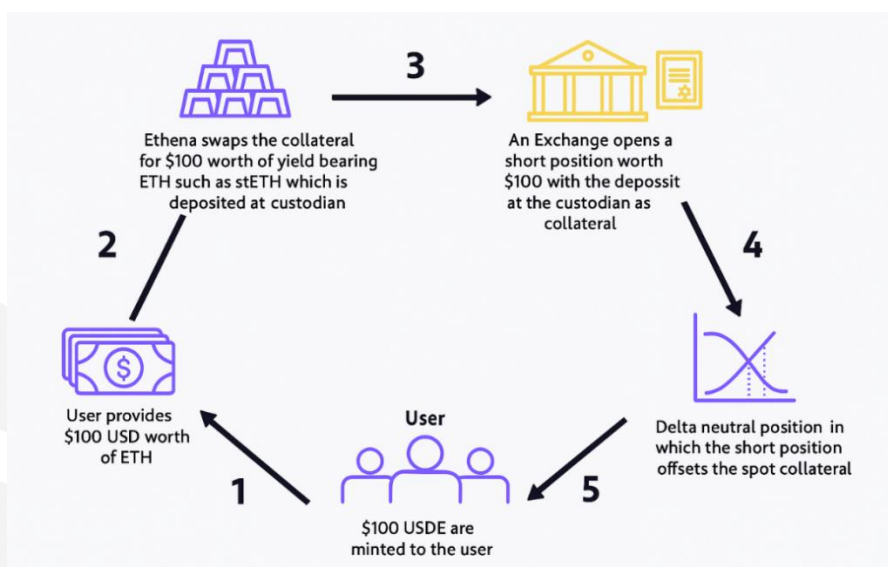 3
Ethena swaps the collateral
for $100 worth of yield bearing
ETH such as stETH which is
deposited at custodian
An Exchange opens a
short position worth
$100 with the depossit
at the custodian as
collateral
2
4
$
User provides
$100 USD worth
of ETH
User
Delta neutral position in
which the short position
offsets the spot collateral
1
5
$100 USDE are
minted to the user